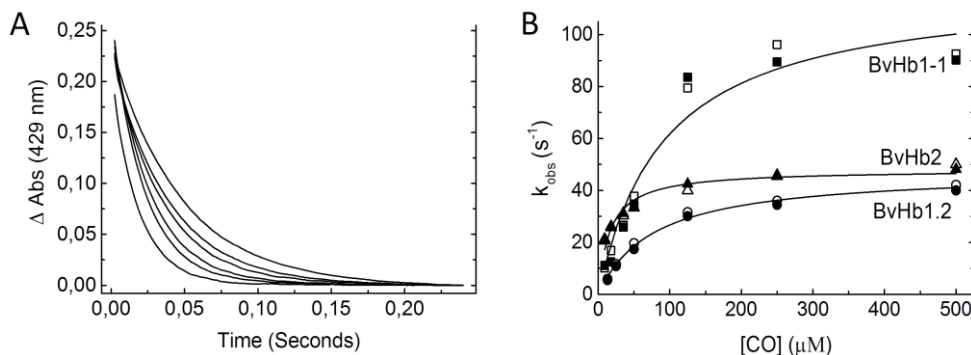 A
Δ Abs (429 nm)
0,25
0,20
0,15
0,10
0,05
0,00
0,00 0,05 0,10 0,15 0,20
Time (Seconds)
B
k_obs (s⁻¹)
100
80
60
40
20
0
BvHb1-1
BvHb2
BvHb1.2
0 100 200 300 400 500
[CO] (μM)